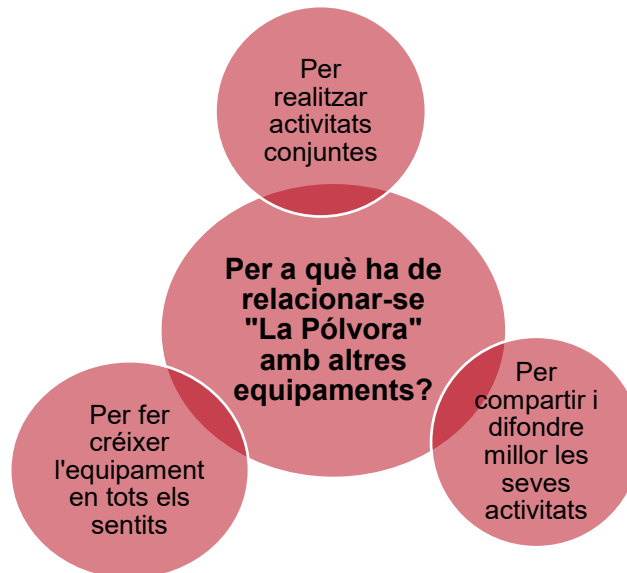 Per
realitzar
activitats
conjuntes
Per a què ha de
relacionar-se
"La Pólvora"
amb altres
equipaments?
Per
compartir i
difondre
millor les
seves
activitats
Per fer
créixer
l'equipament
en tots els
sentits